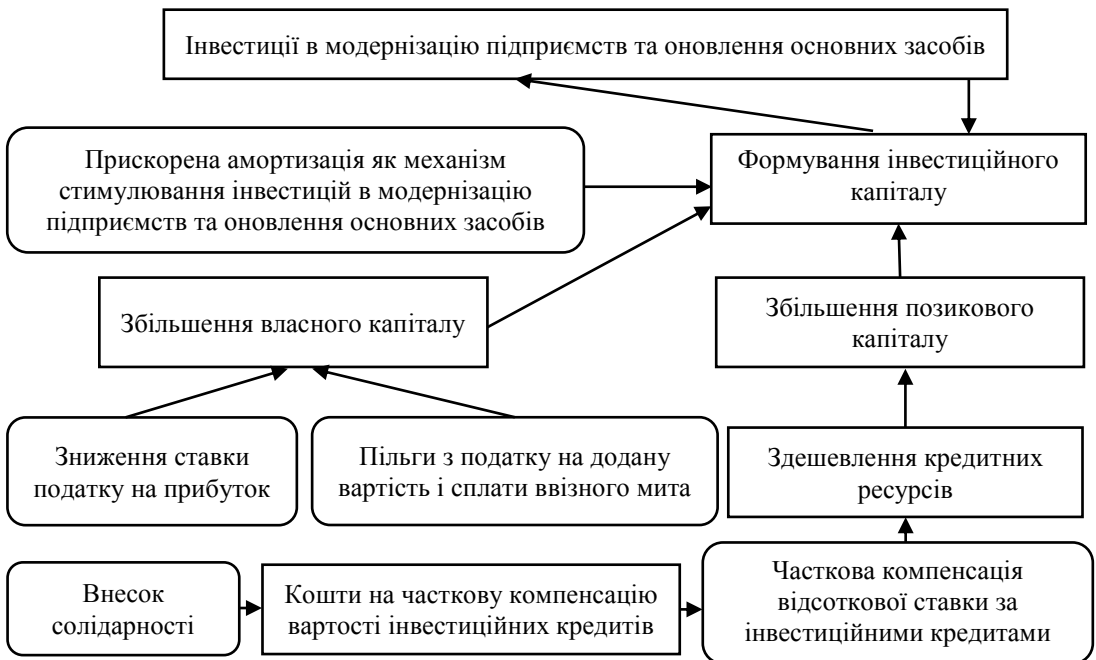 Інвестиції в модернізацію підприємств та оновлення основних засобів
Прискорена амортизація як механізм
стимулювання інвестицій в модернізацію
підприємств та оновлення основних засобів
Формування інвестиційного
капіталу
Збільшення власного капіталу
Збільшення позикового
капіталу
Зниження ставки
податку на прибуток
Пільги з податку на додану
вартість і сплати ввізного мита
Здешевлення кредитних
ресурсів
Внесок
солідарності
Кошти на часткову компенсацію
вартості інвестиційних кредитів
Часткова компенсація
відсоткової ставки за
інвестиційними кредитами